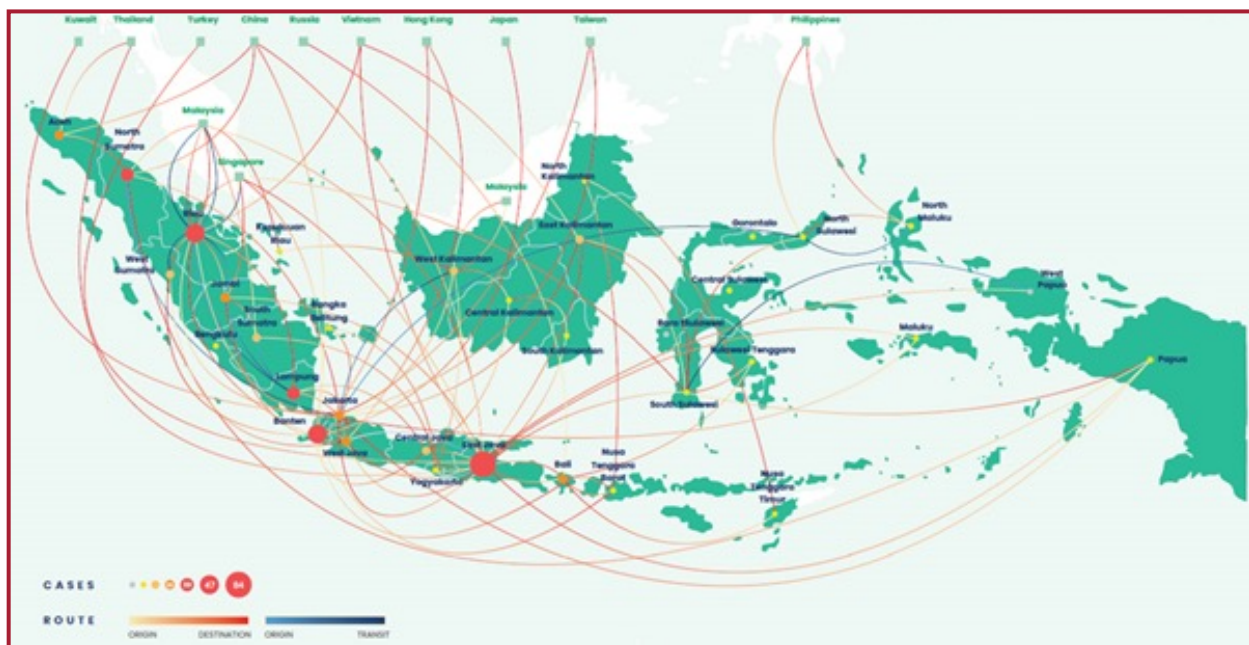 Kuwait
Thailand
Turkey
China
Russia
Vietnam
Hong Kong
Japan
Taiwan
Philippines
Malaysia
Aceh
North
Sumatra
Singapore
Malaysia
North
Kalimantan
Riau
Kepulauan
Riau
East Kalimantan
Gorontalo
North
Sulawesi
North
Maluku
West
Sumatra
West Kalimantan
Jambi
Central Sulawesi
West
Papua
South
Sumatra
Bangka
Belitung
Central Kalimantan
Bengkulu
South Kalimantan
Maluku
Sulawesi Tenggara
Papua
Lampung
Jakarta
South Sulawesi
Banten
West Java
Central Java
East Java
Yogyakarta
Bali
Nusa
Tenggara
Barat
Nusa
Tenggara
Timur
CASES
47
64
ROUTE
ORIGIN
DESTINATION
ORIGIN
TRANSIT